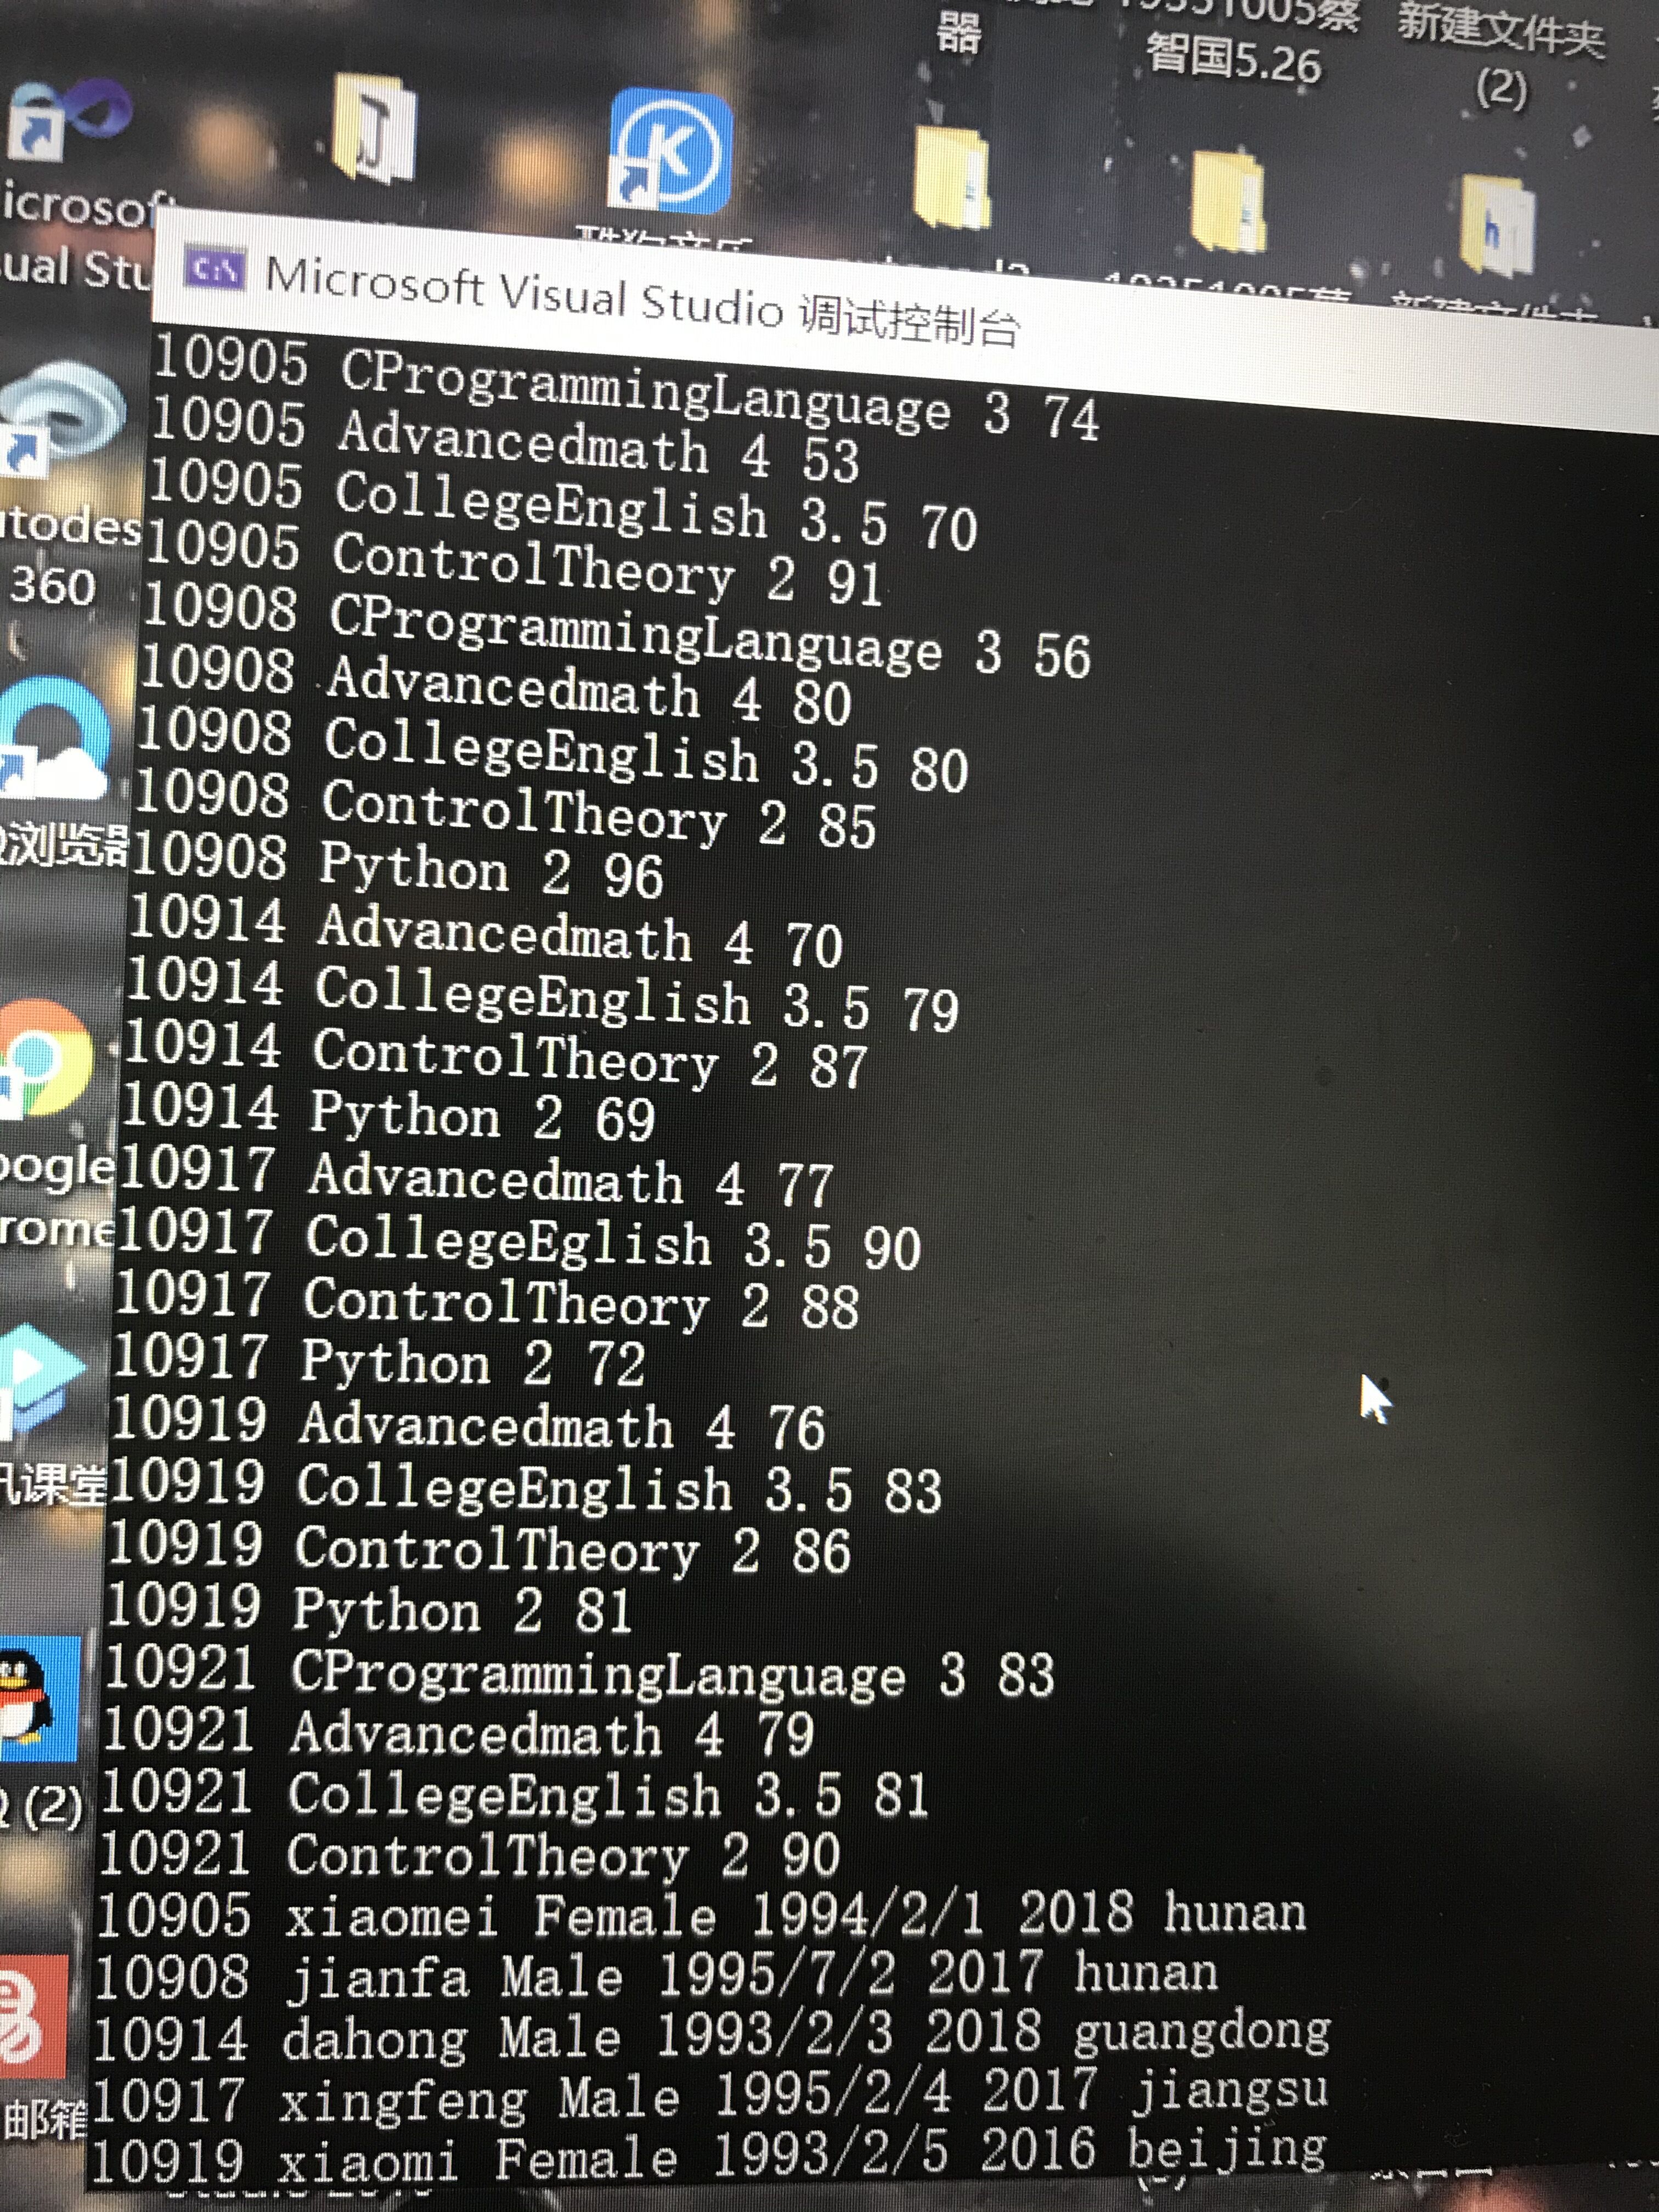 器
智国5.26
新建文件夹
(2)
C:\ Microsoft Visual Studio 调试控制台
10905 CProgrammingLanguage 3 74
10905 Advancedmath 4 53
10905 CollegeEnglish 3.5 70
10905 ControlTheory 2 91
10908 CProgrammingLanguage 3 56
10908 Advancedmath 4 80
10908 CollegeEnglish 3.5 80
10908 ControlTheory 2 85
10908 Python 2 96
10914 Advancedmath 4 70
10914 CollegeEnglish 3.5 79
10914 ControlTheory 2 87
10914 Python 2 69
10917 Advancedmath 4 77
10917 CollegeEglish 3.5 90
10917 ControlTheory 2 88
10917 Python 2 72
10919 Advancedmath 4 76
10919 CollegeEnglish 3.5 83
10919 ControlTheory 2 86
10919 Python 2 81
10921 CProgrammingLanguage 3 83
10921 Advancedmath 4 79
10921 CollegeEnglish 3.5 81
10921 ControlTheory 2 90
10905 xiaomei Female 1994/2/1 2018 hunan
10908 jianfa Male 1995/7/2 2017 hunan
10914 dahong Male 1993/2/3 2018 guangdong
10917 xingfeng Male 1995/2/4 2017 jiangsu
10919 xiaomi Female 1993/2/5 2016 beijing
icrosoft
ual Stu
utodes
360
浏览器
oogle
rome
讯课堂
(2)
邮箱